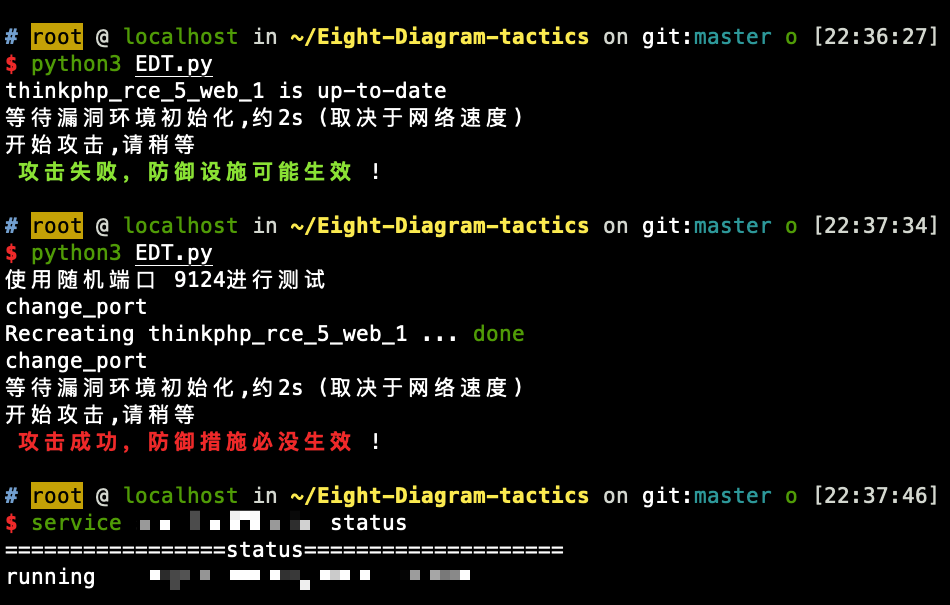 # root @ localhost in ~/Eight-Diagram-tactics on git:master o [22:36:27]
$ python3 EDT.py
thinkphp_rce_5_web_1 is up-to-date
等待漏洞环境初始化,约2s (取决于网络速度)
开始攻击,请稍等
攻击失败, 防御设施可能生效 !
# root @ localhost in ~/Eight-Diagram-tactics on git:master o [22:37:34]
$ python3 EDT.py
使用随机端口 9124进行测试
change_port
Recreating thinkphp_rce_5_web_1 ... done
change_port
等待漏洞环境初始化,约2s (取决于网络速度)
开始攻击,请稍等
攻击成功, 防御措施必没生效 !
# root @ localhost in ~/Eight-Diagram-tactics on git:master o [22:37:46]
$ service status
=================status====================
running